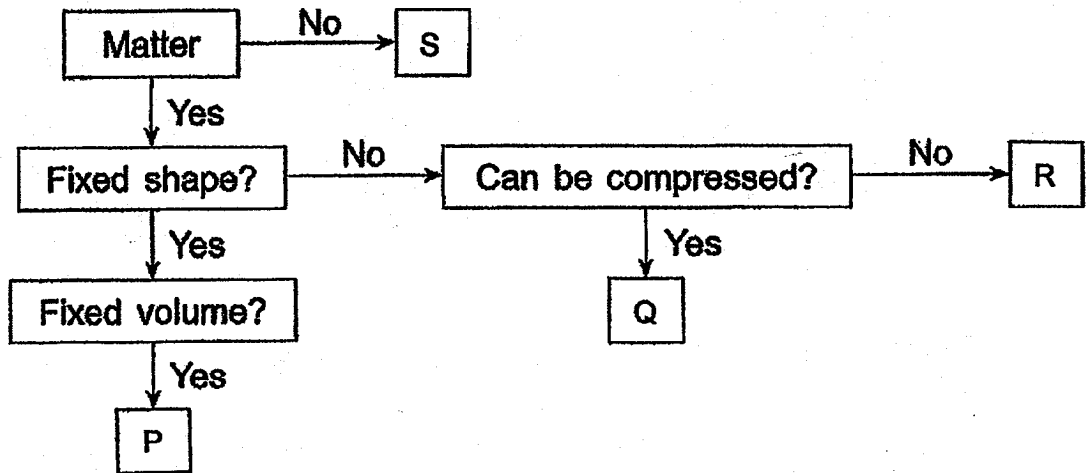 Matter
No
S
Yes
Fixed shape?
No
Can be compressed?
No
R
Yes
Yes
Fixed volume?
Q
Yes
P